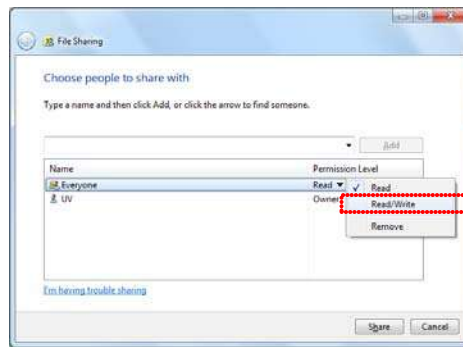 File Sharing
Choose people to share with
Type a name and then click Add, or click the arrow to find someone.
Add
Name Permission Level
Everyone Read ▼ ✓ Read
UV Owner Read/Write
Remove
I'm having trouble sharing
Share Cancel